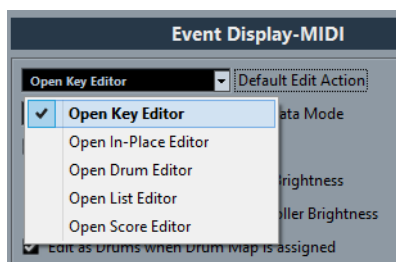 Event Display-MIDI
Open Key Editor Default Edit Action
Open Key Editor ata Mode
Open In-Place Editor
Open Drum Editor Brightness
Open List Editor oller Brightness
Open Score Editor
Edit as Drums when Drum Map is assigned